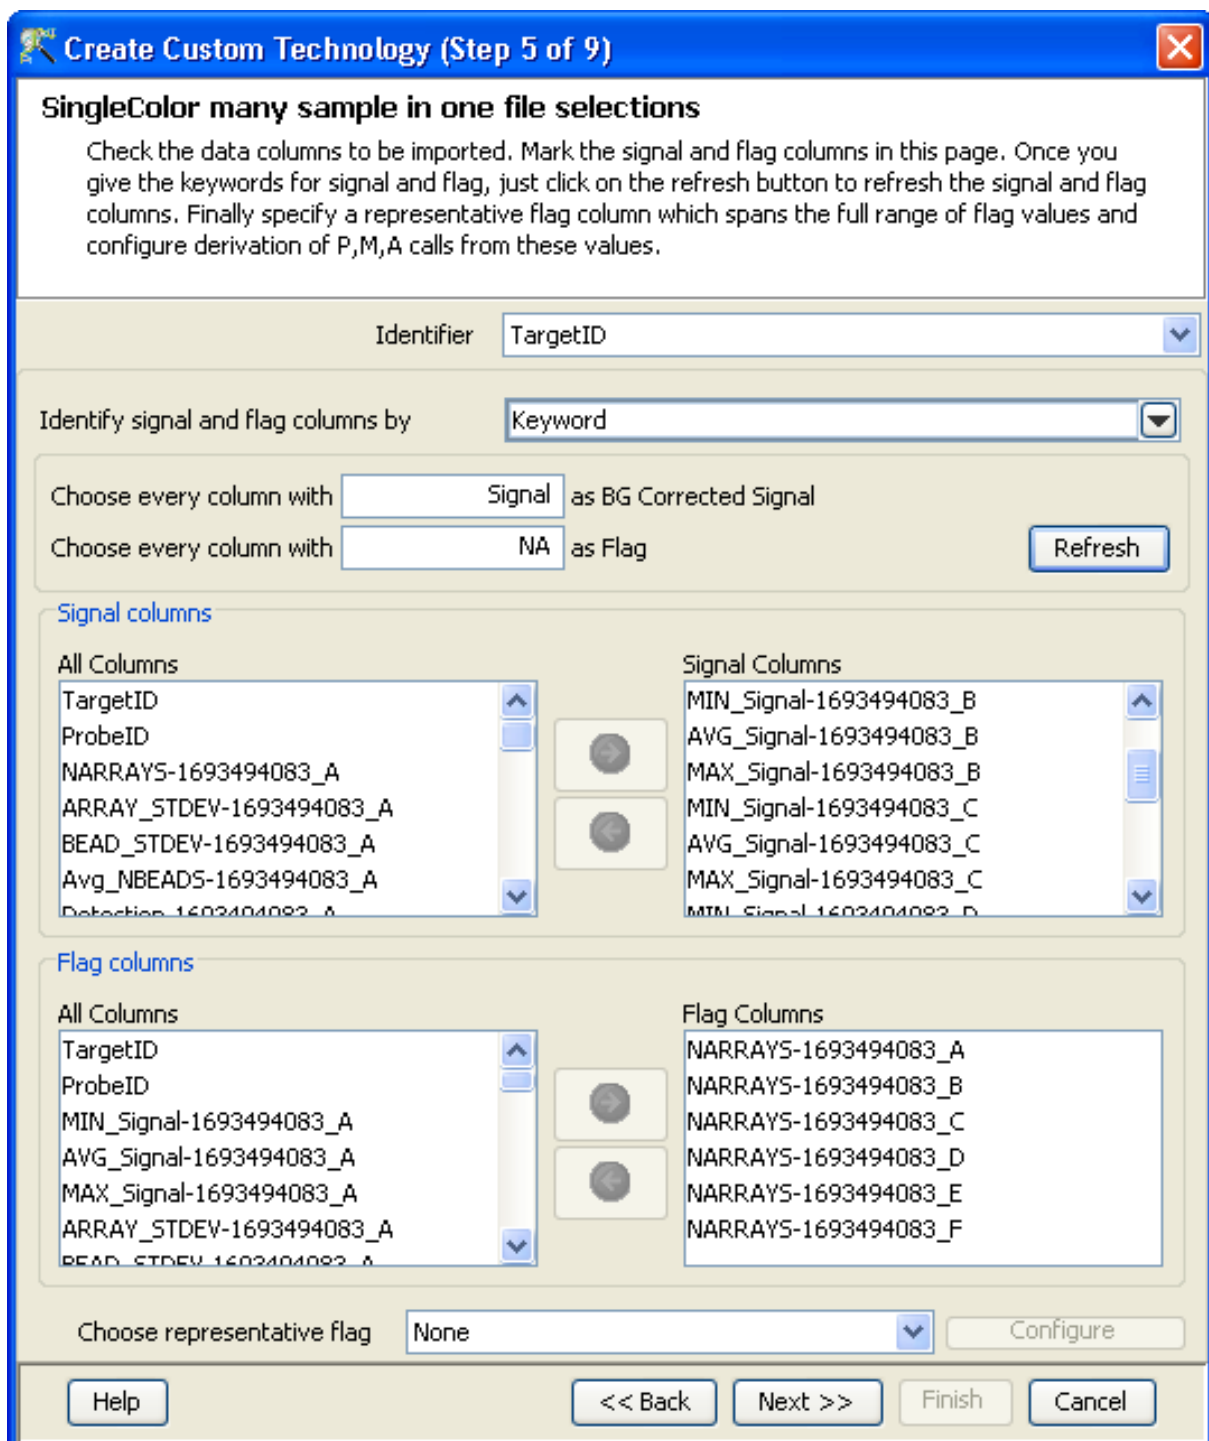 Create Custom Technology (Step 5 of 9)
SingleColor many sample in one file selections
Check the data columns to be imported. Mark the signal and flag columns in this page. Once you
give the keywords for signal and flag, just click on the refresh button to refresh the signal and flag
columns. Finally specify a representative flag column which spans the full range of flag values and
configure derivation of P,M,A calls from these values.
Identifier TargetID
Identify signal and flag columns by Keyword
Choose every column with Signal as BG Corrected Signal
Choose every column with NA as Flag Refresh
Signal columns
All Columns
TargetID
ProbeID
NARRAYS-1693494083_A
ARRAY_STDEV-1693494083_A
BEAD_STDEV-1693494083_A
Avg_NBEADS-1693494083_A
Detection-1693494083_A
Signal Columns
MIN_Signal-1693494083_B
AVG_Signal-1693494083_B
MAX_Signal-1693494083_B
MIN_Signal-1693494083_C
AVG_Signal-1693494083_C
MAX_Signal-1693494083_C
MIN_Signal-1693494083_D
Flag columns
All Columns
TargetID
ProbeID
MIN_Signal-1693494083_A
AVG_Signal-1693494083_A
MAX_Signal-1693494083_A
ARRAY_STDEV-1693494083_A
BEAD_STDEV-1693494083_A
Flag Columns
NARRAYS-1693494083_A
NARRAYS-1693494083_B
NARRAYS-1693494083_C
NARRAYS-1693494083_D
NARRAYS-1693494083_E
NARRAYS-1693494083_F
Choose representative flag None Configure
Help << Back Next >> Finish Cancel